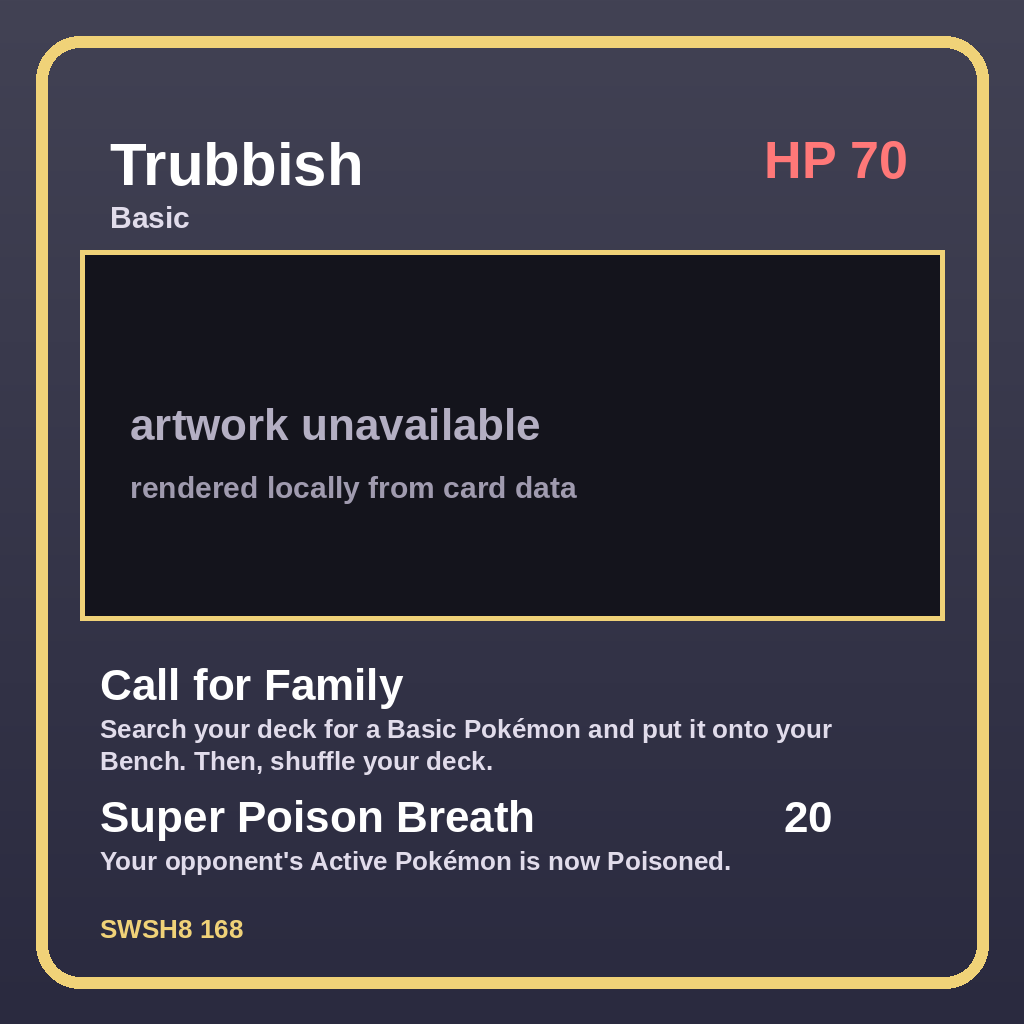 Trubbish
HP 70
Basic
artwork unavailable
rendered locally from card data
Call for Family
Search your deck for a Basic Pokémon and put it onto your
Bench. Then, shuffle your deck.
Super Poison Breath 20
Your opponent's Active Pokémon is now Poisoned.
SWSH8 168